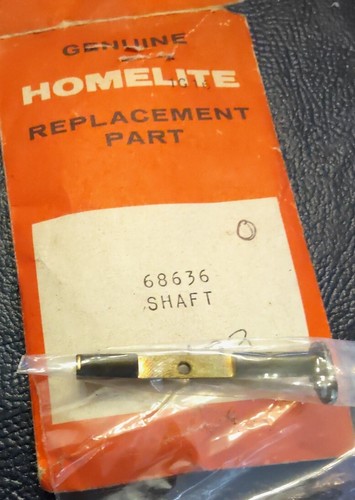 GENUINE
HOMELITE
REPLACEMENT
PART
68636
SHAFT